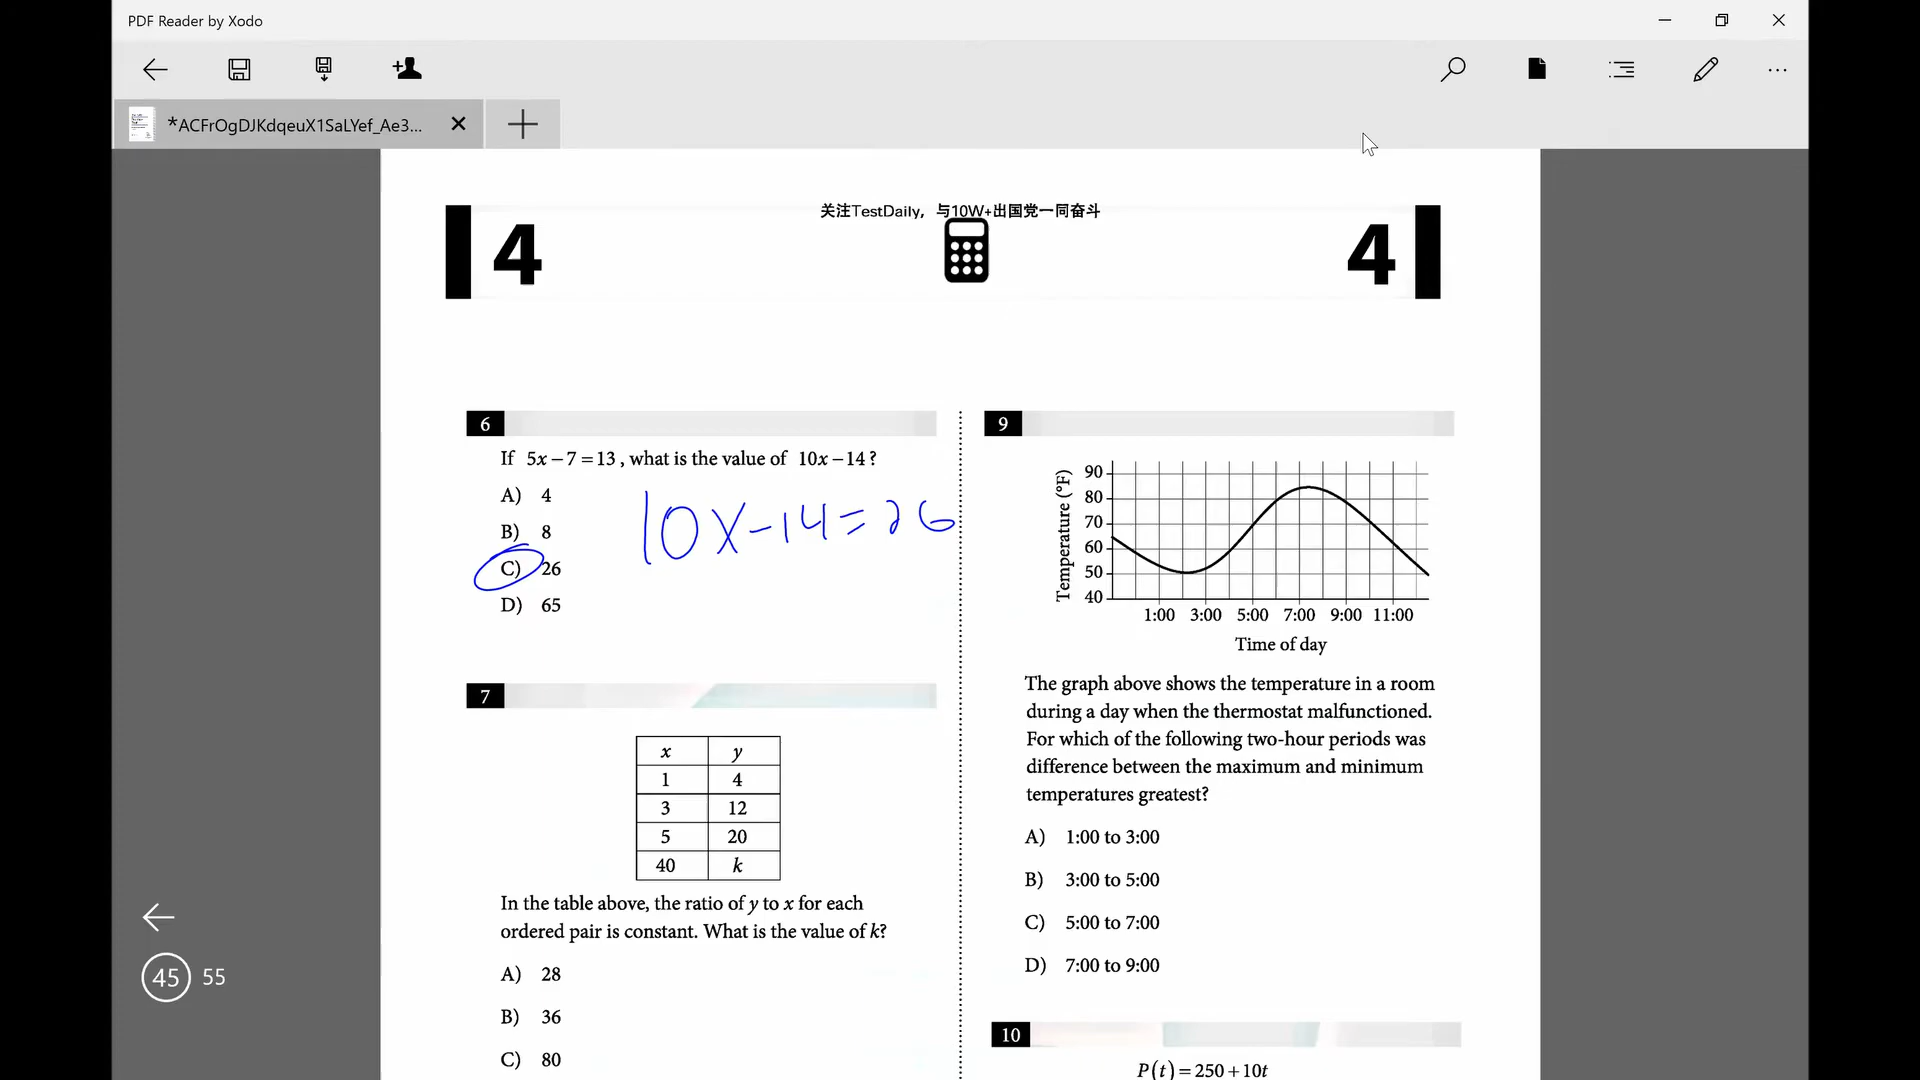 PDF Reader by Xodo
*ACFrOgDJKdqeuX1SaLYef_Ae3...
关注TestDaily，与10W+出国党一同奋斗
4
4
6
If 5x − 7 = 13, what is the value of 10x − 14?
A) 4
B) 8
C) 26
D) 65
10x-14=26
7
x y
1 4
3 12
5 20
40 k
In the table above, the ratio of y to x for each
ordered pair is constant. What is the value of k?
A) 28
B) 36
C) 80
9
Temperature (°F)
90
80
70
60
50
40
1:00 3:00 5:00 7:00 9:00 11:00
Time of day
The graph above shows the temperature in a room
during a day when the thermostat malfunctioned.
For which of the following two-hour periods was
difference between the maximum and minimum
temperatures greatest?
A) 1:00 to 3:00
B) 3:00 to 5:00
C) 5:00 to 7:00
D) 7:00 to 9:00
10
P(t) = 250 + 10t
45 55